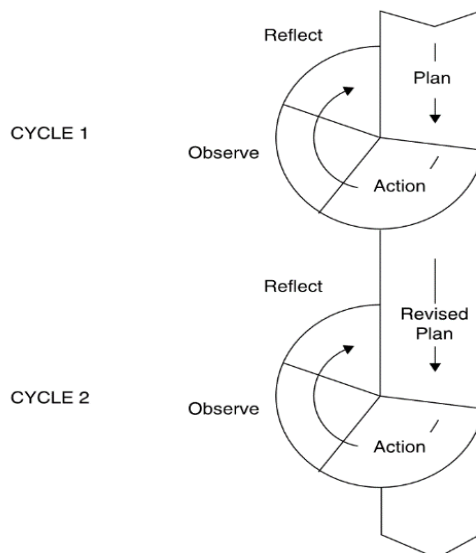 Reflect
Plan
CYCLE 1
Observe
Action
Reflect
Revised
Plan
CYCLE 2
Observe
Action